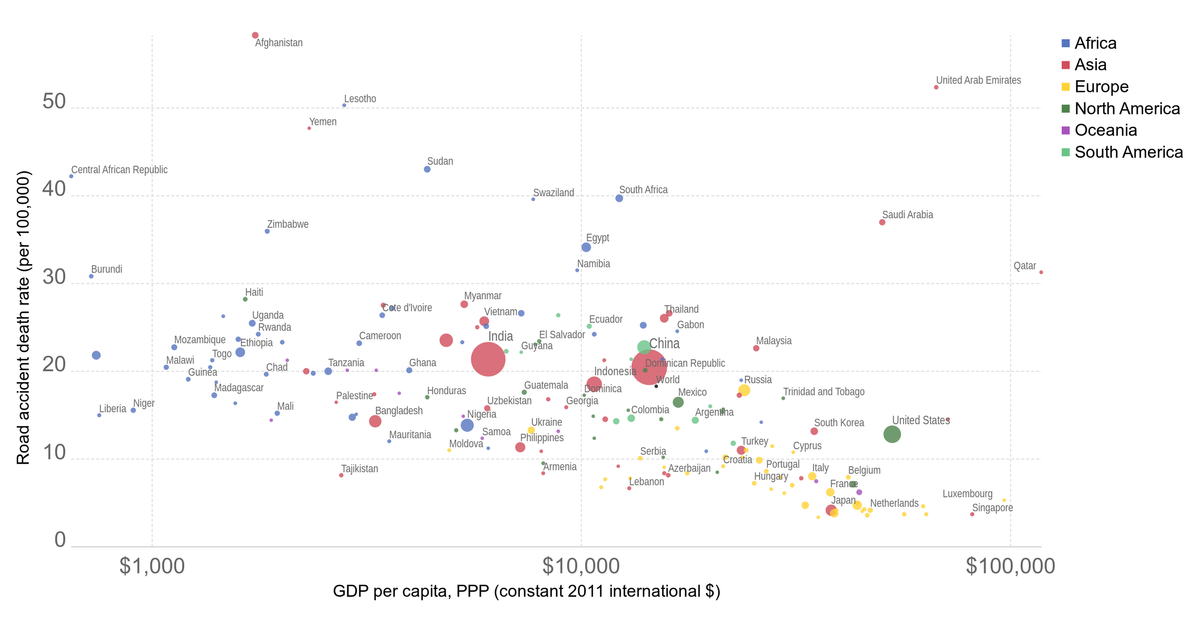 Africa
Asia
Europe
North America
Oceania
South America
Road accident death rate (per 100,000)
50
40
30
20
10
0
Afghanistan
United Arab Emirates
Lesotho
Yemen
Sudan
Central African Republic
Swaziland
South Africa
Saudi Arabia
Zimbabwe
Egypt
Burundi
Namibia
Qatar
Haiti
Myanmar
Cote d'Ivoire
Vietnam
Thailand
Uganda
Ecuador
Rwanda
Gabon
Mozambique
Ethiopia
Cameroon
India
El Salvador
Guyana
China
Malaysia
Malawi
Togo
Guinea
Chad
Tanzania
Ghana
Indonesia
Dominican Republic
Madagascar
World
Russia
Liberia
Niger
Mali
Palestine
Honduras
Guatemala
Dominica
Mexico
Trinidad and Tobago
Bangladesh
Uzbekistan
Georgia
Colombia
Argentina
Nigeria
Ukraine
South Korea
United States
Mauritania
Moldova
Samoa
Philippines
Turkey
Cyprus
Serbia
Croatia
Portugal
Tajikistan
Armenia
Lebanon
Azerbaijan
Hungary
Italy
Belgium
France
Japan
Netherlands
Luxembourg
Singapore
$1,000
$10,000
$100,000
GDP per capita, PPP (constant 2011 international $)